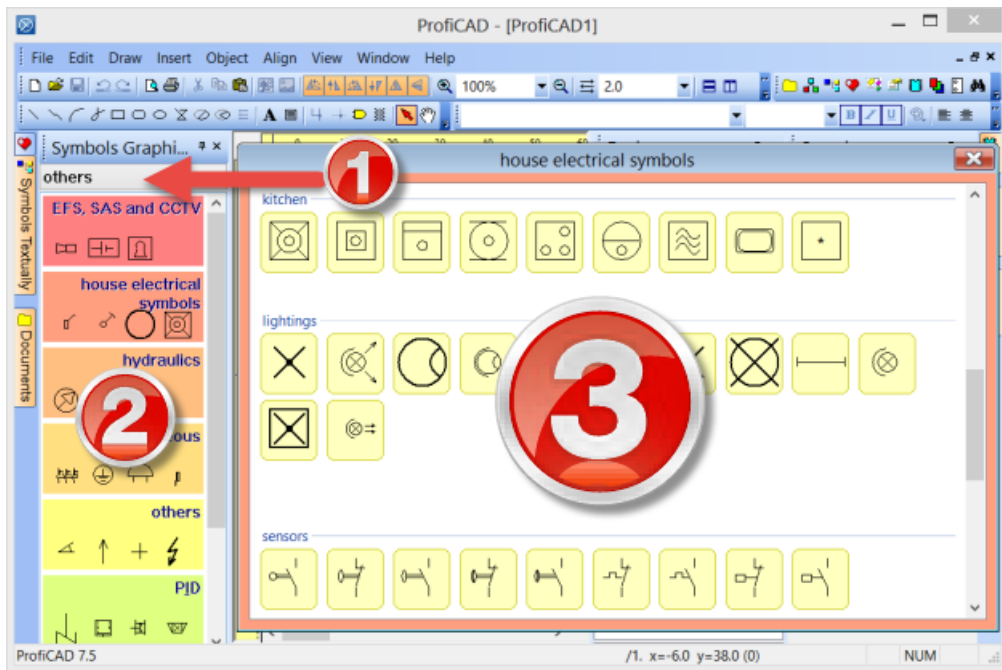 ProfiCAD - [ProfiCAD1]
File Edit Draw Insert Object Align View Window Help
100% 2.0
A B I U
Symbols Graphi...
others
EFS, SAS and CCTV
house electrical
symbols
hydraulics
ous
others
PID
Symbols Textually
Documents
1
2
3
house electrical symbols
kitchen
lightings
sensors
ProfiCAD 7.5
/1. x=-6.0 y=38.0 (0)
NUM